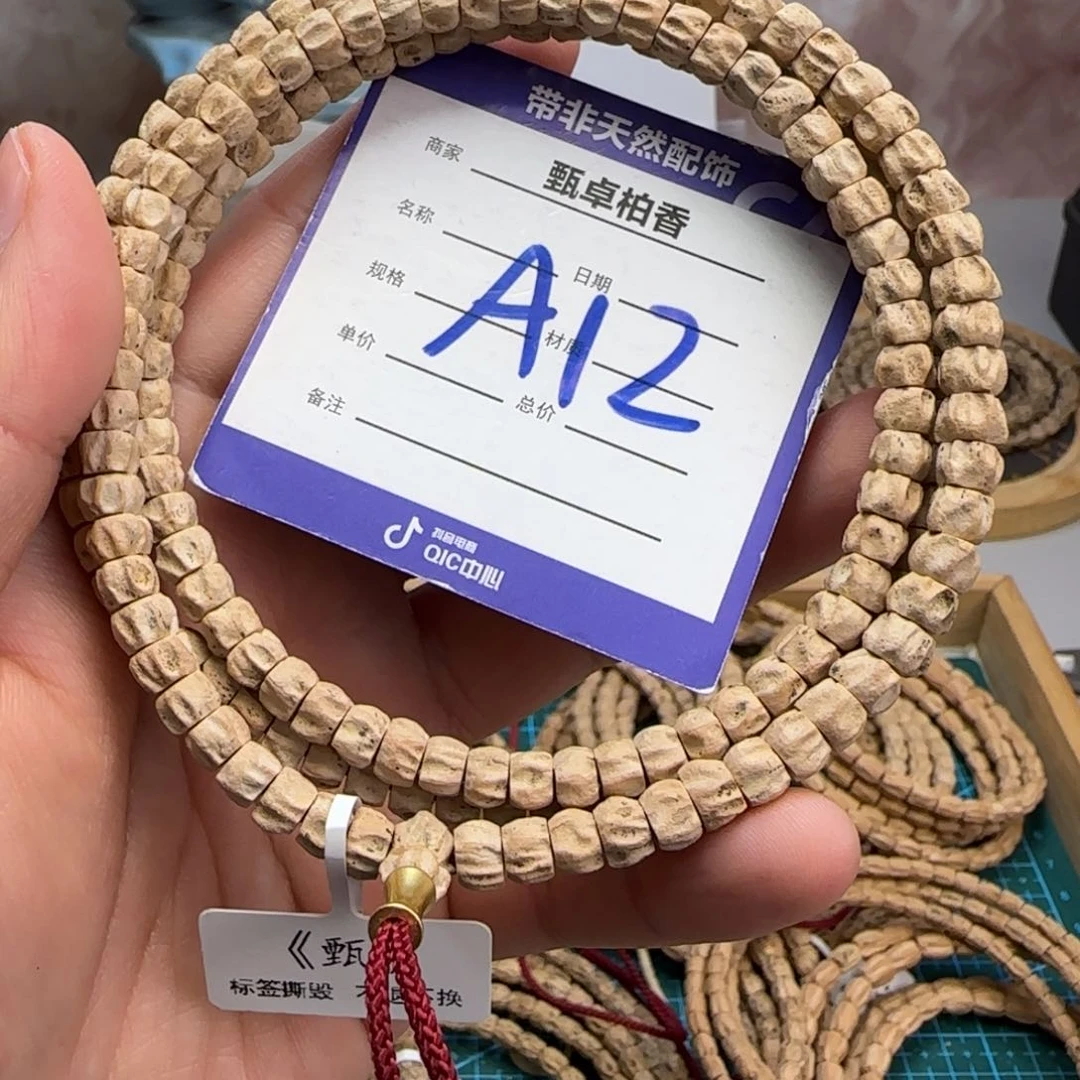 带非天然配饰
商家 甄卓柏香
名称
日期
规格
A12
材质
单价
总价
备注
抖音电商
QIC中心
《甄
标签撕毁 不 换